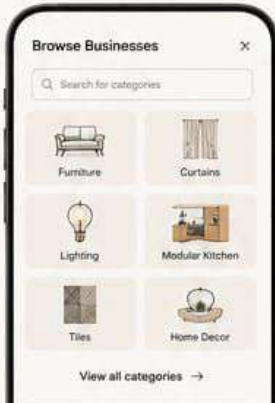 Browse Businesses
Search for categories
Furniture
Curtains
Lighting
Modular Kitchen
Tiles
Home Decor
View all categories →